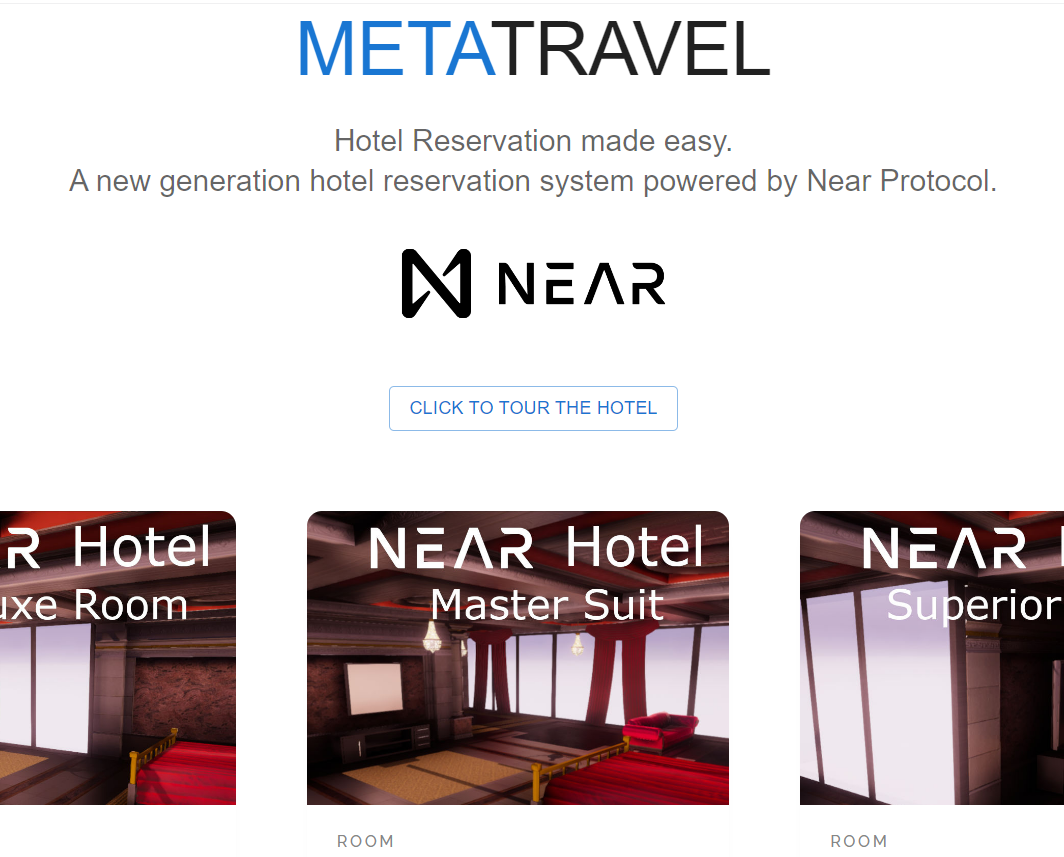 METATRAVEL
Hotel Reservation made easy.
A new generation hotel reservation system powered by Near Protocol.
NEAR
CLICK TO TOUR THE HOTEL
R Hotel
uxe Room
NEAR Hotel
Master Suit
ROOM
NEAR
Superior
ROOM